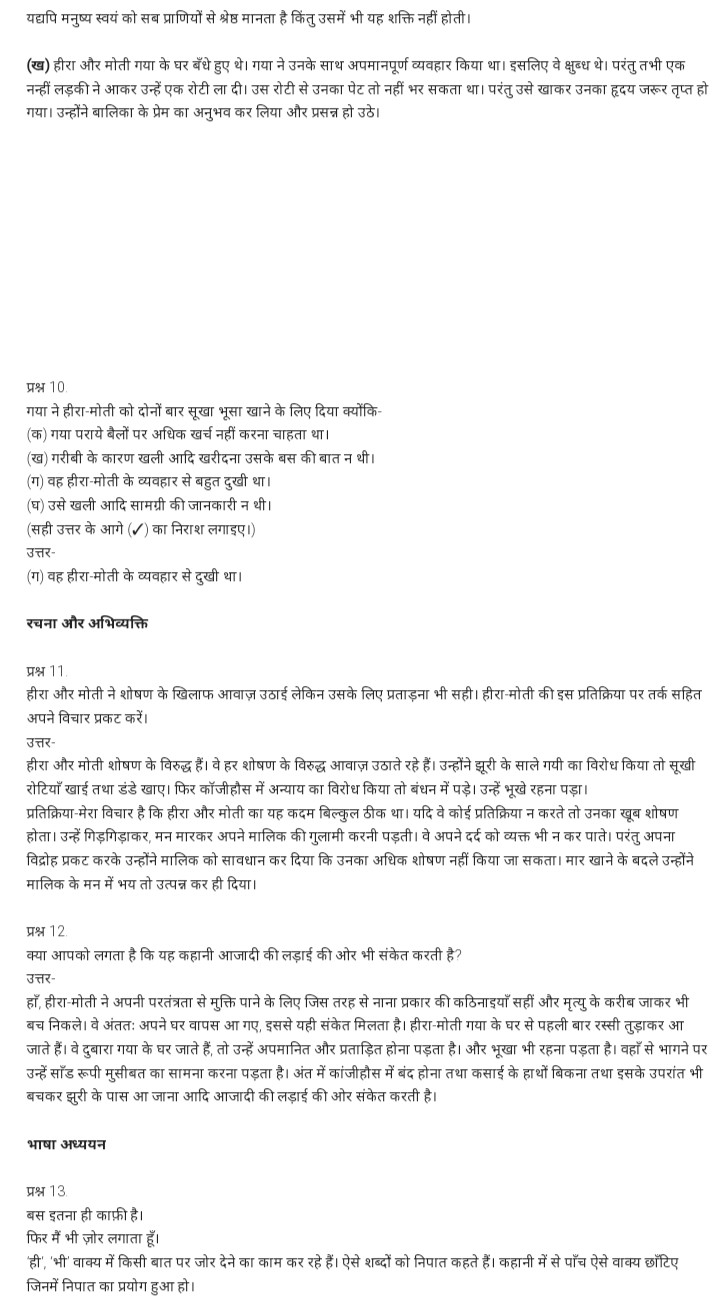 यद्यपि मनुष्य स्वयं को सब प्राणियों से श्रेष्ठ मानता है किंतु उसमें भी यह शक्ति नहीं होती।
(ख) हीरा और मोती गया के घर बँधे हुए थे। गया ने उनके साथ अपमानपूर्ण व्यवहार किया था। इसलिए वे क्षुब्ध थे। परंतु तभी एक
नन्हीं लड़की ने आकर उन्हें एक रोटी ला दी। उस रोटी से उनका पेट तो नहीं भर सकता था। परंतु उसे खाकर उनका हृदय जरूर तृप्त हो
गया। उन्होंने बालिका के प्रेम का अनुभव कर लिया और प्रसन्न हो उठे।
प्रश्न 10.
गया ने हीरा-मोती को दोनों बार सूखा भूसा खाने के लिए दिया क्योंकि-
(क) गया पराये बैलों पर अधिक खर्च नहीं करना चाहता था।
(ख) गरीबी के कारण खली आदि खरीदना उसके बस की बात न थी।
(ग) वह हीरा-मोती के व्यवहार से बहुत दुखी था।
(घ) उसे खली आदि सामग्री की जानकारी न थी।
(सही उत्तर के आगे (✓) का निराश लगाइए।)
उत्तर-
(ग) वह हीरा-मोती के व्यवहार से दुखी था।
रचना और अभिव्यक्ति
प्रश्न 11.
हीरा और मोती ने शोषण के खिलाफ आवाज़ उठाई लेकिन उसके लिए प्रताड़ना भी सही। हीरा-मोती की इस प्रतिक्रिया पर तर्क सहित
अपने विचार प्रकट करें।
उत्तर-
हीरा और मोती शोषण के विरुद्ध हैं। वे हर शोषण के विरुद्ध आवाज़ उठाते रहे हैं। उन्होंने झूरी के साले गयी का विरोध किया तो सूखी
रोटियाँ खाईं तथा डंडे खाए। फिर कॉजीहौस में अन्याय का विरोध किया तो बंधन में पड़े। उन्हें भूखे रहना पड़ा।
प्रतिक्रिया-मेरा विचार है कि हीरा और मोती का यह कदम बिल्कुल ठीक था। यदि वे कोई प्रतिक्रिया न करते तो उनका खूब शोषण
होता। उन्हें गिड़गिड़ाकर, मन मारकर अपने मालिक की गुलामी करनी पड़ती। वे अपने दर्द को व्यक्त भी न कर पाते। परंतु अपना
विद्रोह प्रकट करके उन्होंने मालिक को सावधान कर दिया कि उनका अधिक शोषण नहीं किया जा सकता। मार खाने के बदले उन्होंने
मालिक के मन में भय तो उत्पन्न कर ही दिया।
प्रश्न 12.
क्या आपको लगता है कि यह कहानी आजादी की लड़ाई की ओर भी संकेत करती है?
उत्तर-
हाँ, हीरा-मोती ने अपनी परतंत्रता से मुक्ति पाने के लिए जिस तरह से नाना प्रकार की कठिनाइयाँ सहीं और मृत्यु के करीब जाकर भी
बच निकले। वे अंततः अपने घर वापस आ गए, इससे यही संकेत मिलता है। हीरा-मोती गया के घर से पहली बार रस्सी तुड़ाकर आ
जाते हैं। वे दुबारा गया के घर जाते हैं, तो उन्हें अपमानित और प्रताड़ित होना पड़ता है। और भूखा भी रहना पड़ता है। वहाँ से भागने पर
उन्हें साँड रूपी मुसीबत का सामना करना पड़ता है। अंत में कांजीहौस में बंद होना तथा कसाई के हाथों बिकना तथा इसके उपरांत भी
बचकर झुरी के पास आ जाना आदि आजादी की लड़ाई की ओर संकेत करती है।
भाषा अध्ययन
प्रश्न 13.
बस इतना ही काफ़ी है।
फिर मैं भी ज़ोर लगाता हूँ।
'ही', 'भी' वाक्य में किसी बात पर जोर देने का काम कर रहे हैं। ऐसे शब्दों को निपात कहते हैं। कहानी में से पाँच ऐसे वाक्य छाँटिए
जिनमें निपात का प्रयोग हुआ हो।